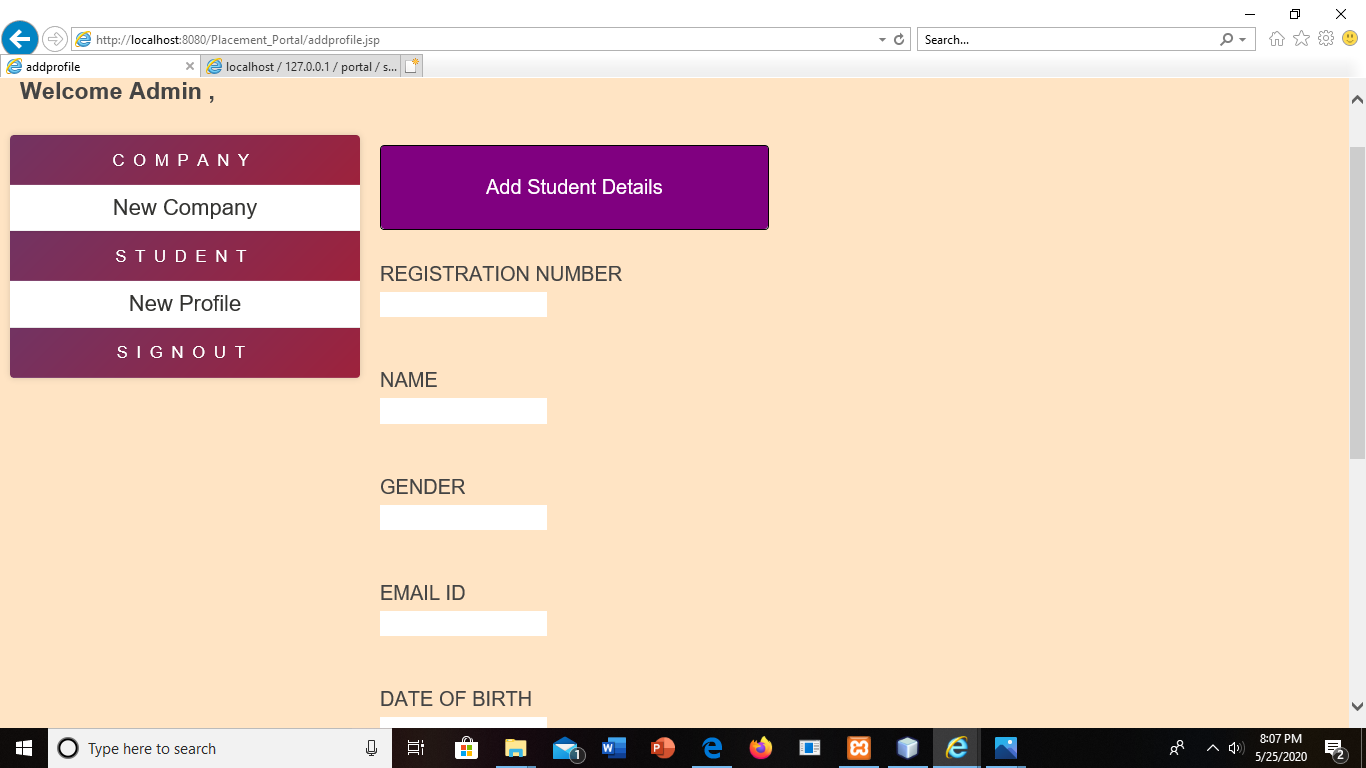 http://localhost:8080/Placement_Portal/addprofile.jsp
Search...
addprofile
localhost / 127.0.0.1 / portal / s...
Welcome Admin ,
COMPANY
New Company
STUDENT
New Profile
SIGNOUT
Add Student Details
REGISTRATION NUMBER
NAME
GENDER
EMAIL ID
DATE OF BIRTH
Type here to search
1
8:07 PM
5/25/2020
2